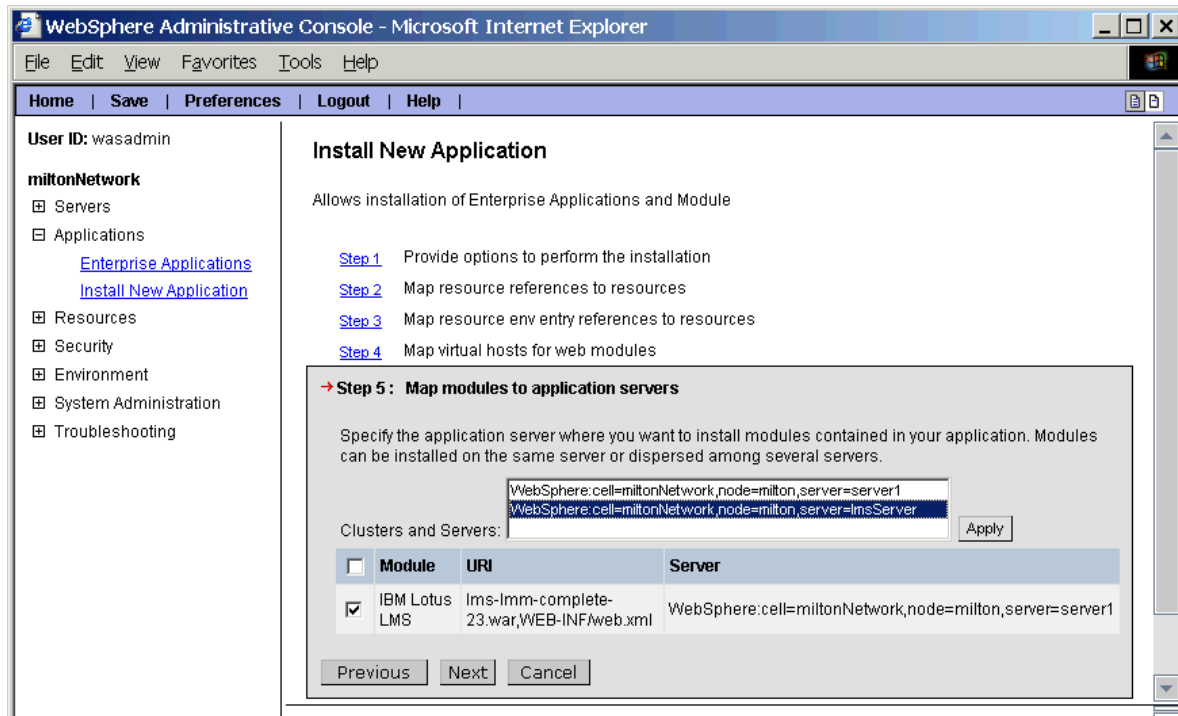 WebSphere Administrative Console - Microsoft Internet Explorer
File Edit View Favorites Tools Help
Home | Save | Preferences | Logout | Help |
User ID: wasadmin
miltonNetwork
Servers
Applications
Enterprise Applications
Install New Application
Resources
Security
Environment
System Administration
Troubleshooting
Install New Application
Allows installation of Enterprise Applications and Module
Step 1 Provide options to perform the installation
Step 2 Map resource references to resources
Step 3 Map resource env entry references to resources
Step 4 Map virtual hosts for web modules
Step 5 : Map modules to application servers
Specify the application server where you want to install modules contained in your application. Modules
can be installed on the same server or dispersed among several servers.
WebSphere:cell=miltonNetwork,node=milton,server=server1
WebSphere:cell=miltonNetwork,node=milton,server=lmsServer
Clusters and Servers: Apply
Module URI Server
IBM Lotus LMS lms-lmm-complete-23.war,WEB-INF/web.xml WebSphere:cell=miltonNetwork,node=milton,server=server1
Previous Next Cancel